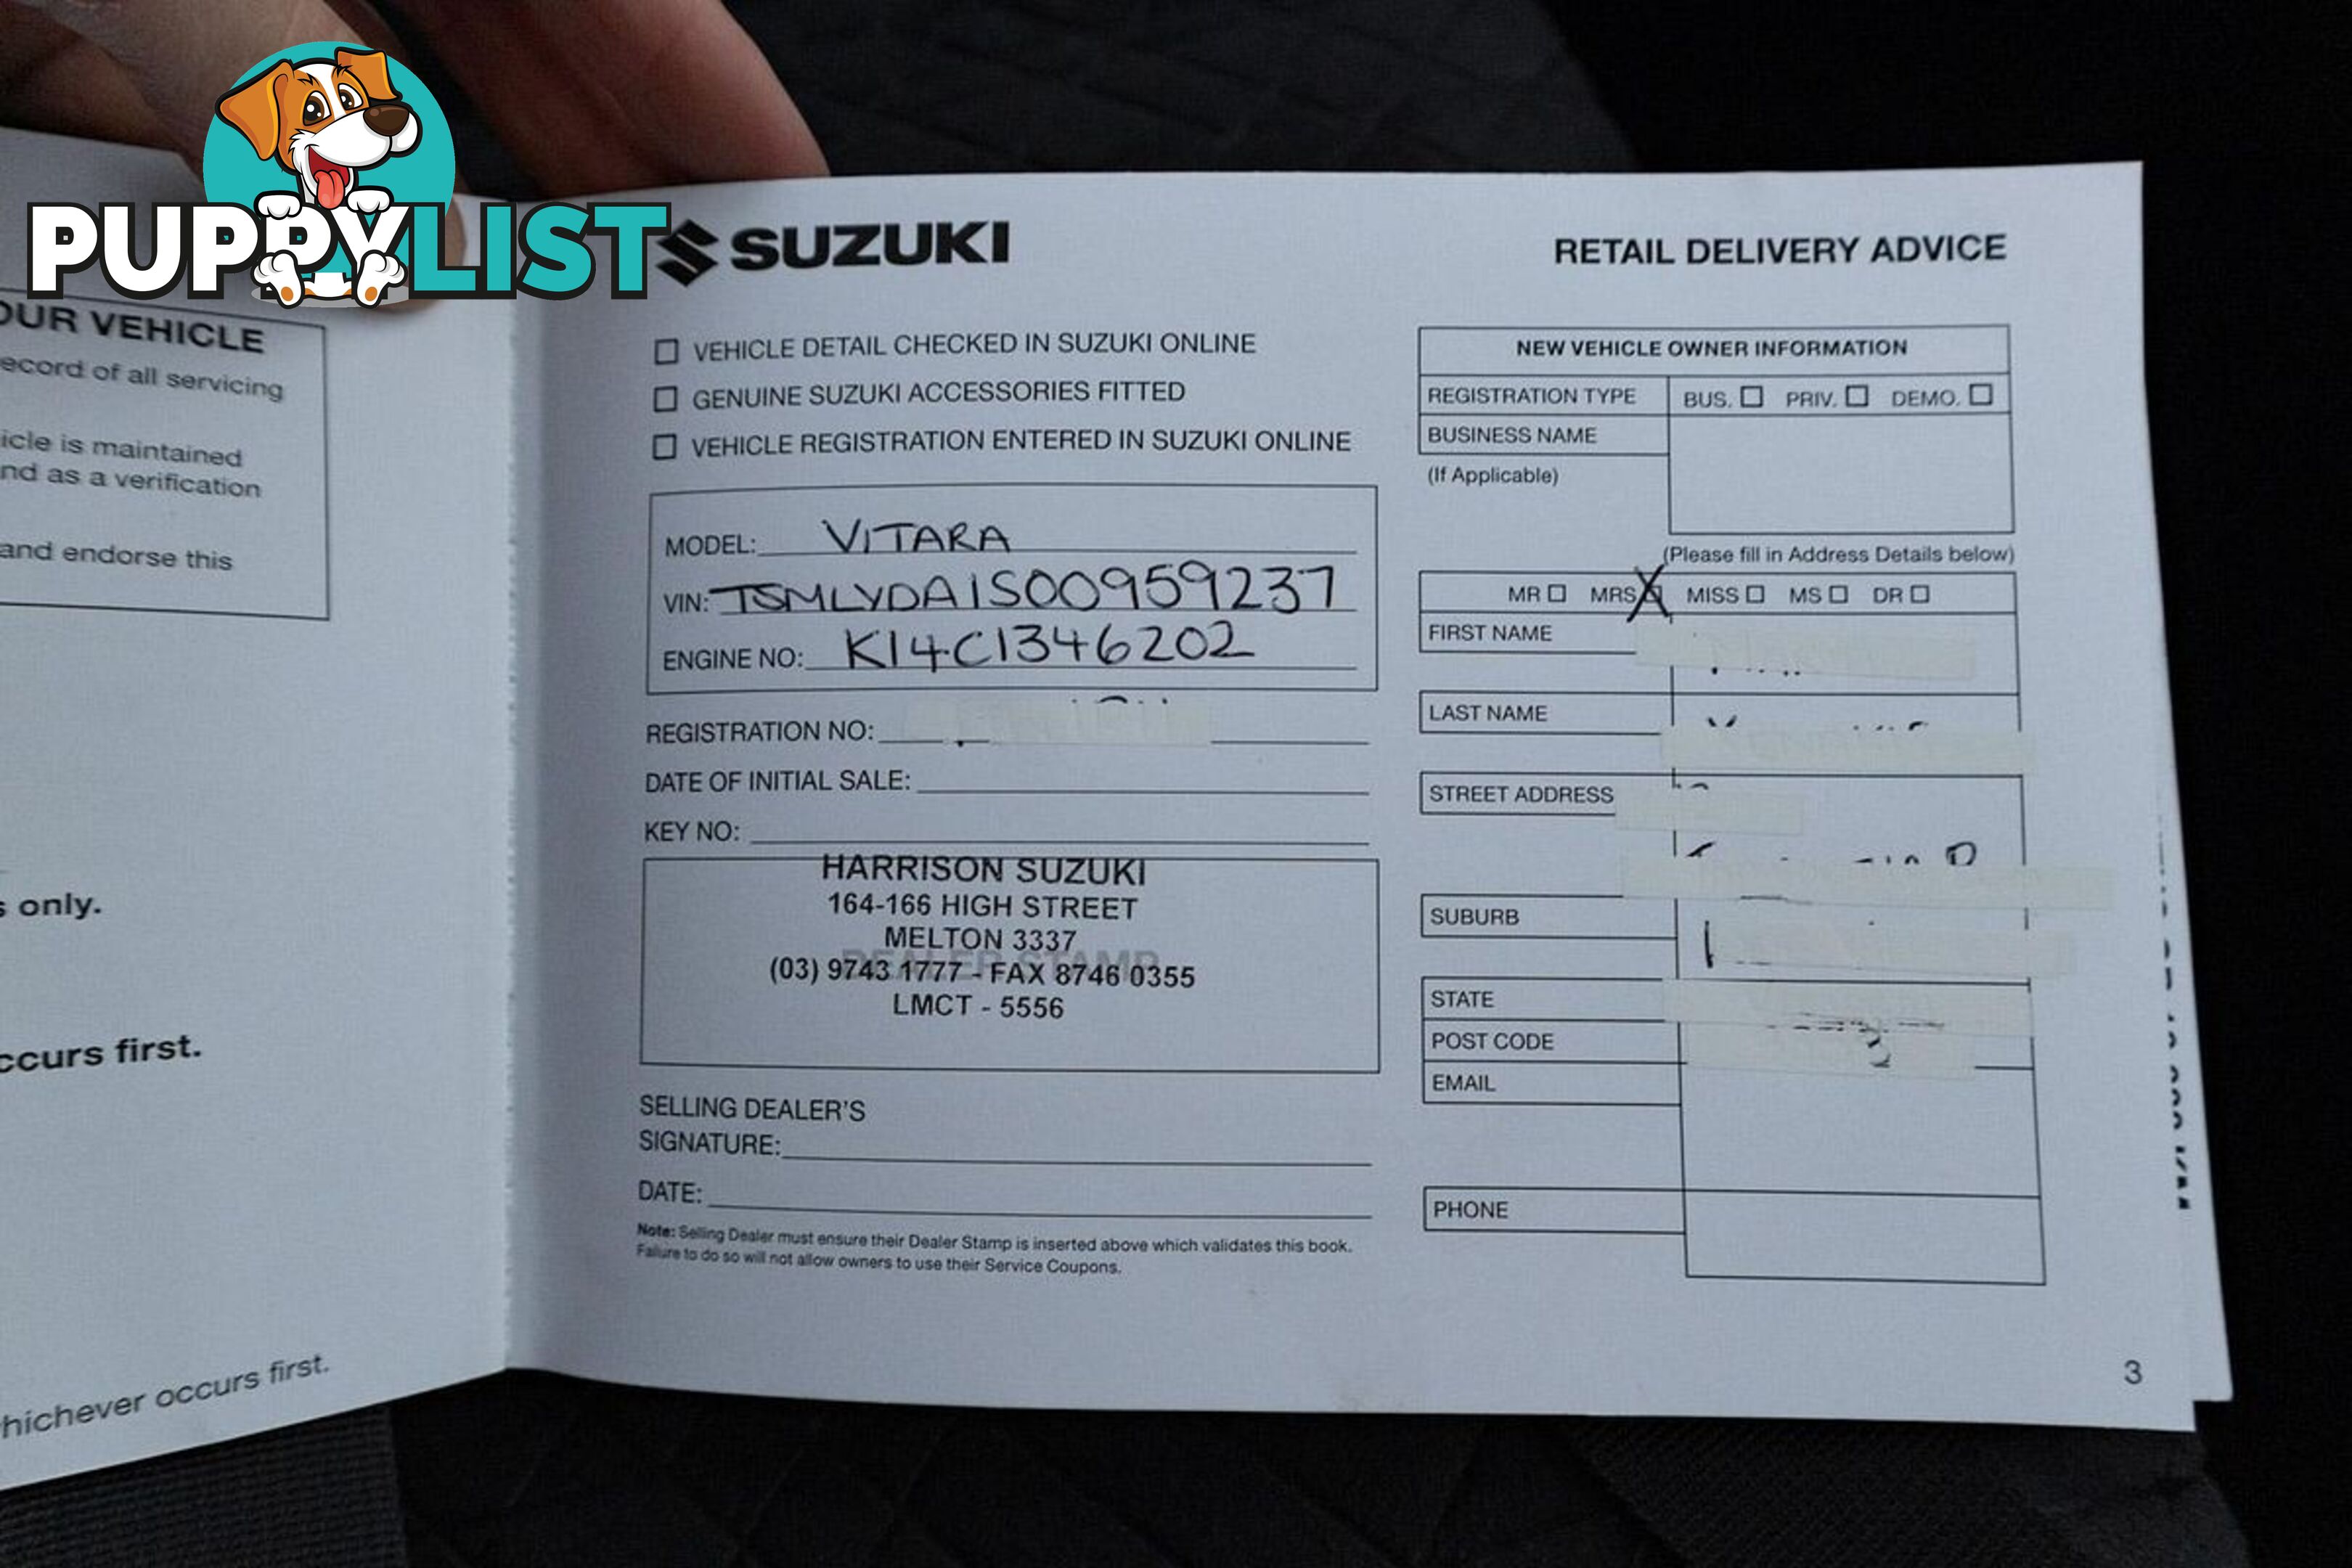 PUPPYLIST
OUR VEHICLE
ecord of all servicing
icle is maintained
nd as a verification
and endorse this
s only.
ccurs first.
hichever occurs first.
SUZUKI
RETAIL DELIVERY ADVICE
VEHICLE DETAIL CHECKED IN SUZUKI ONLINE
GENUINE SUZUKI ACCESSORIES FITTED
VEHICLE REGISTRATION ENTERED IN SUZUKI ONLINE
MODEL: VITARA
VIN: TSMLYDA1S00959237
ENGINE NO: K14C1346202
REGISTRATION NO:
DATE OF INITIAL SALE:
KEY NO:
HARRISON SUZUKI
164-166 HIGH STREET
MELTON 3337
DEALER STAMP
(03) 9743 1777 - FAX 8746 0355
LMCT - 5556
SELLING DEALER'S
SIGNATURE:
DATE:
Note: Selling Dealer must ensure their Dealer Stamp is inserted above which validates this book.
Failure to do so will not allow owners to use their Service Coupons.
NEW VEHICLE OWNER INFORMATION
REGISTRATION TYPE BUS. PRIV. DEMO.
BUSINESS NAME
(If Applicable)
(Please fill in Address Details below)
MR MRS X MISS MS DR
FIRST NAME
LAST NAME
STREET ADDRESS
SUBURB
STATE
POST CODE
EMAIL
PHONE
3